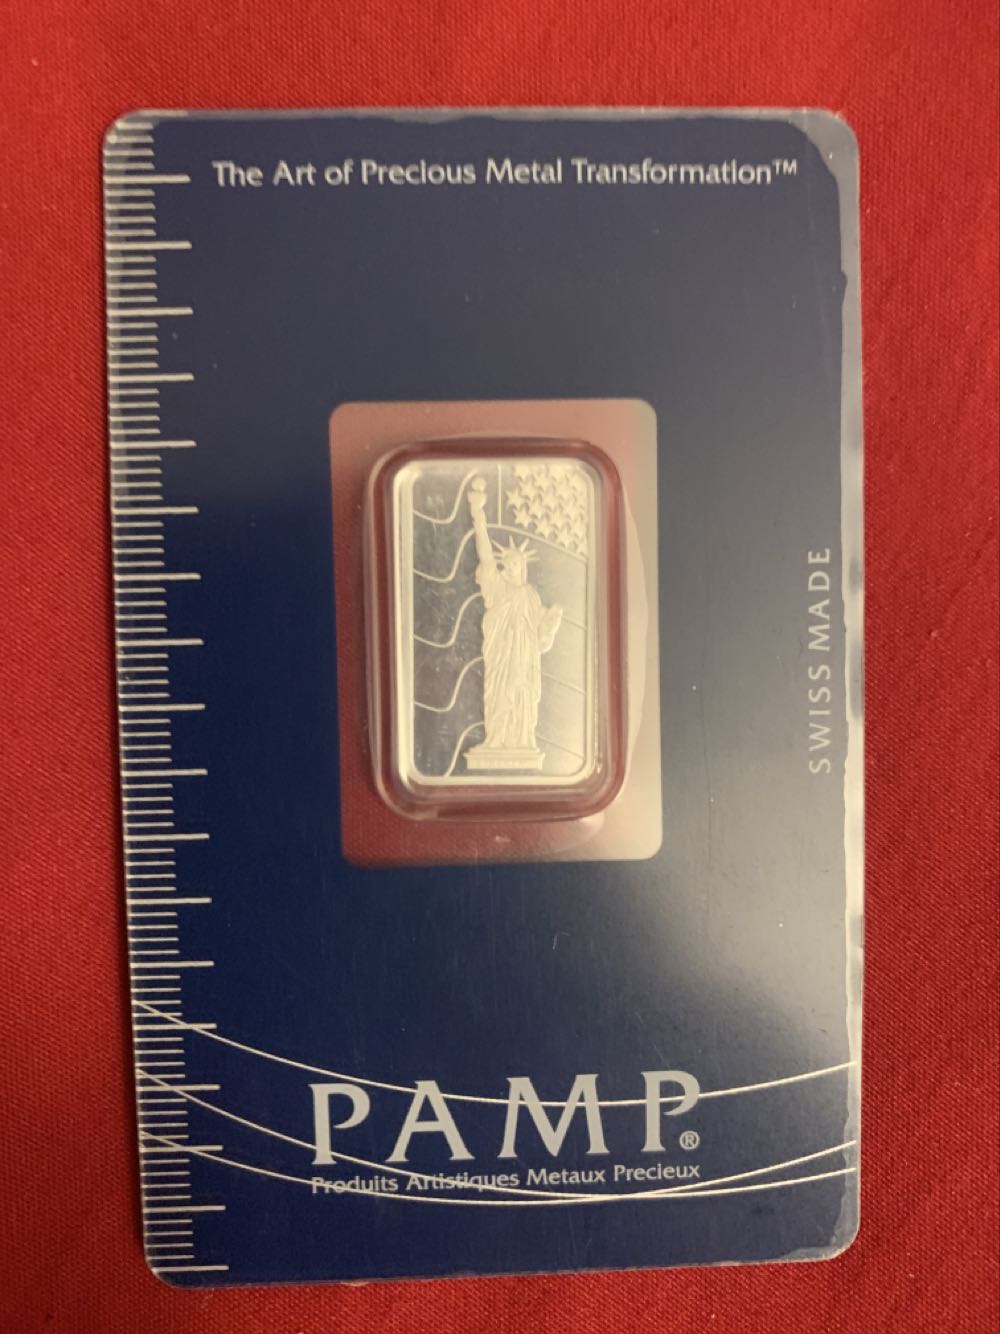 The Art of Precious Metal Transformation™
SWISS MADE
PAMP®
Produits Artistiques Metaux Precieux